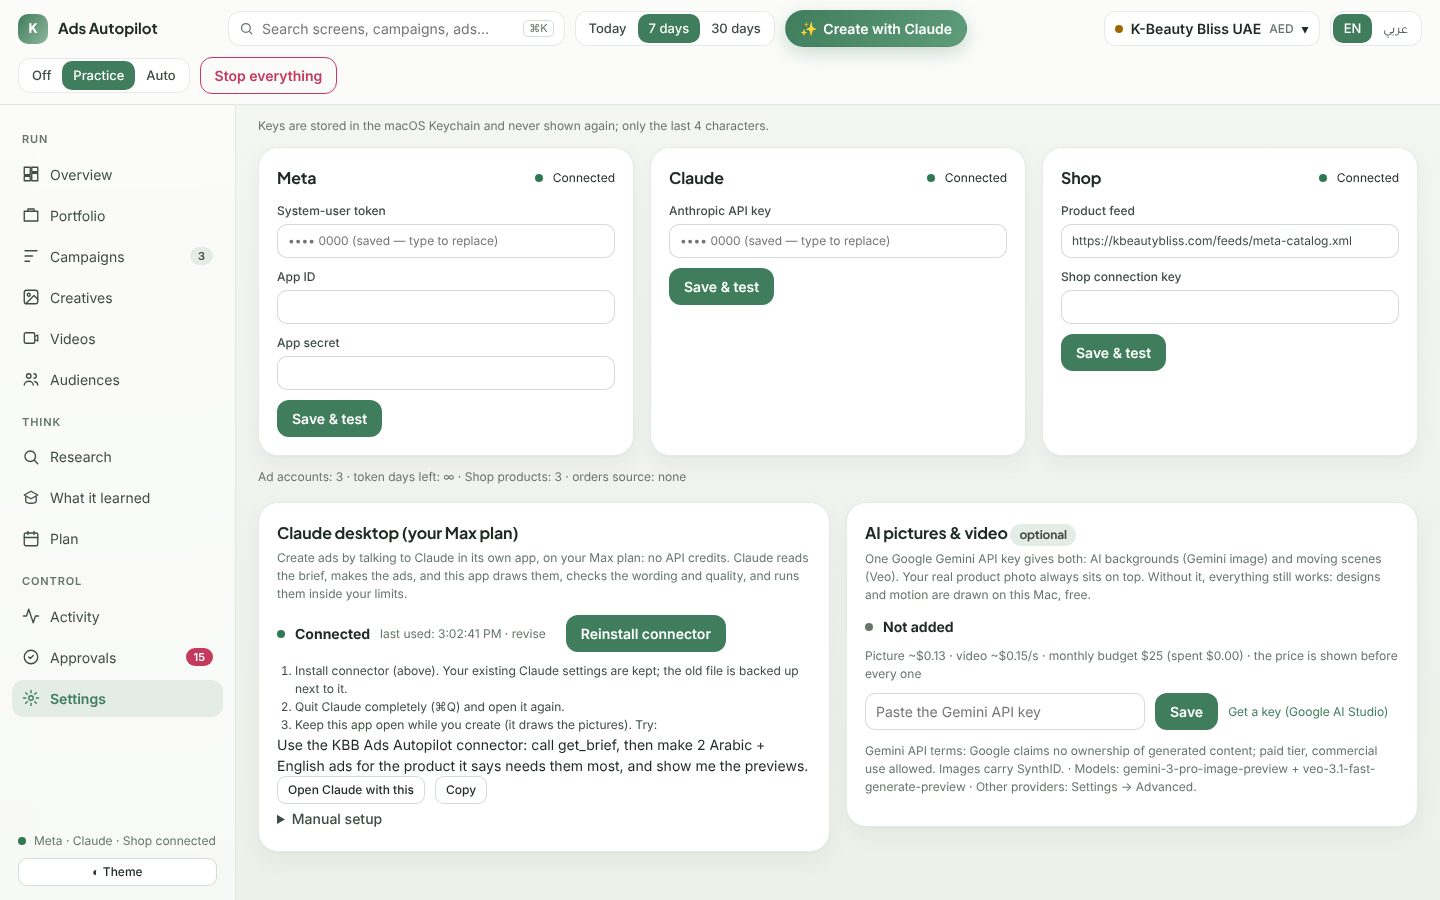 K
Ads Autopilot
Search screens, campaigns, ads...
⌘K
Today
7 days
30 days
✨ Create with Claude
K-Beauty Bliss UAE AED ▾
EN
عربي
Off
Practice
Auto
Stop everything
RUN
Overview
Portfolio
Campaigns 3
Creatives
Videos
Audiences
THINK
Research
What it learned
Plan
CONTROL
Activity
Approvals 15
Settings
Meta · Claude · Shop connected
Theme
Keys are stored in the macOS Keychain and never shown again; only the last 4 characters.
Meta
Connected
System-user token
•••• 0000 (saved — type to replace)
App ID
App secret
Save & test
Claude
Connected
Anthropic API key
•••• 0000 (saved — type to replace)
Save & test
Shop
Connected
Product feed
https://kbeautybliss.com/feeds/meta-catalog.xml
Shop connection key
Save & test
Ad accounts: 3 · token days left: ∞ · Shop products: 3 · orders source: none
Claude desktop (your Max plan)
Create ads by talking to Claude in its own app, on your Max plan: no API credits. Claude reads
the brief, makes the ads, and this app draws them, checks the wording and quality, and runs
them inside your limits.
Connected last used: 3:02:41 PM · revise
Reinstall connector
1. Install connector (above). Your existing Claude settings are kept; the old file is backed up
next to it.
2. Quit Claude completely (⌘Q) and open it again.
3. Keep this app open while you create (it draws the pictures). Try:
Use the KBB Ads Autopilot connector: call get_brief, then make 2 Arabic +
English ads for the product it says needs them most, and show me the previews.
Open Claude with this
Copy
▶ Manual setup
AI pictures & video optional
One Google Gemini API key gives both: AI backgrounds (Gemini image) and moving scenes
(Veo). Your real product photo always sits on top. Without it, everything still works: designs
and motion are drawn on this Mac, free.
Not added
Picture ~$0.13 · video ~$0.15/s · monthly budget $25 (spent $0.00) · the price is shown before
every one
Paste the Gemini API key
Save
Get a key (Google AI Studio)
Gemini API terms: Google claims no ownership of generated content; paid tier, commercial
use allowed. Images carry SynthID. · Models: gemini-3-pro-image-preview + veo-3.1-fast-
generate-preview · Other providers: Settings → Advanced.